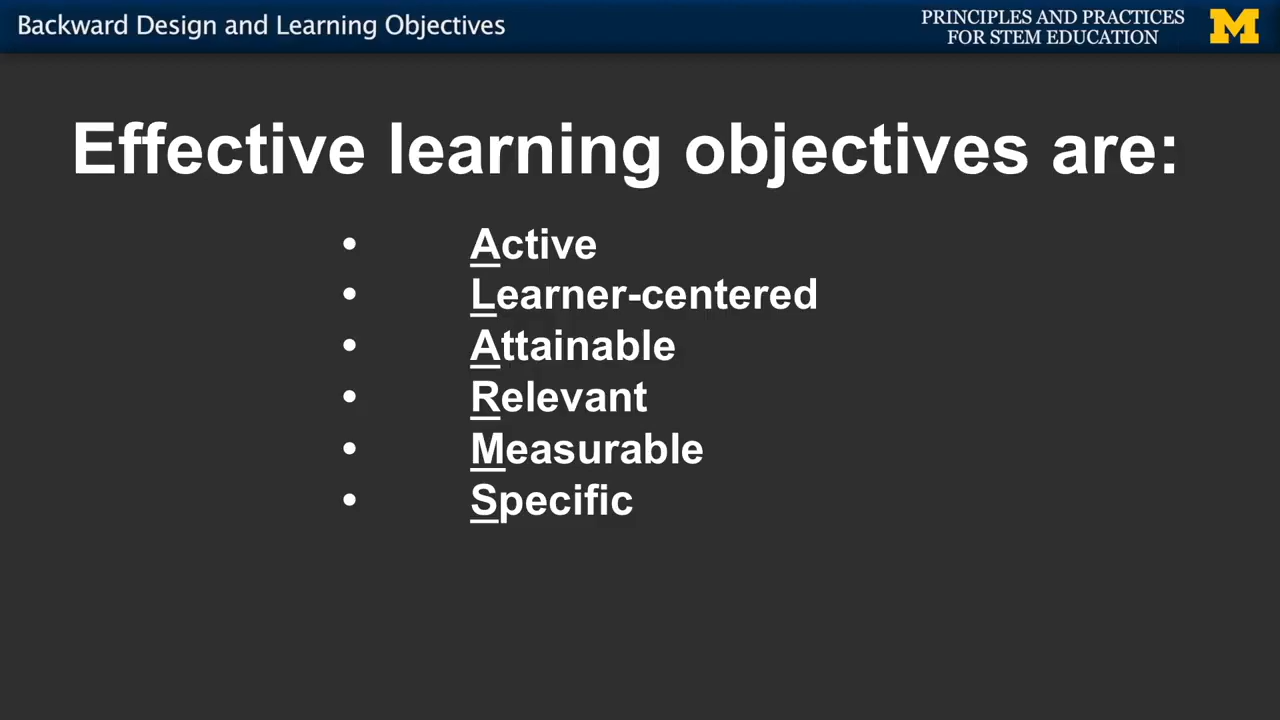 Backward Design and Learning Objectives
PRINCIPLES AND PRACTICES
FOR STEM EDUCATION
M
Effective learning objectives are:
• Active
• Learner-centered
• Attainable
• Relevant
• Measurable
• Specific